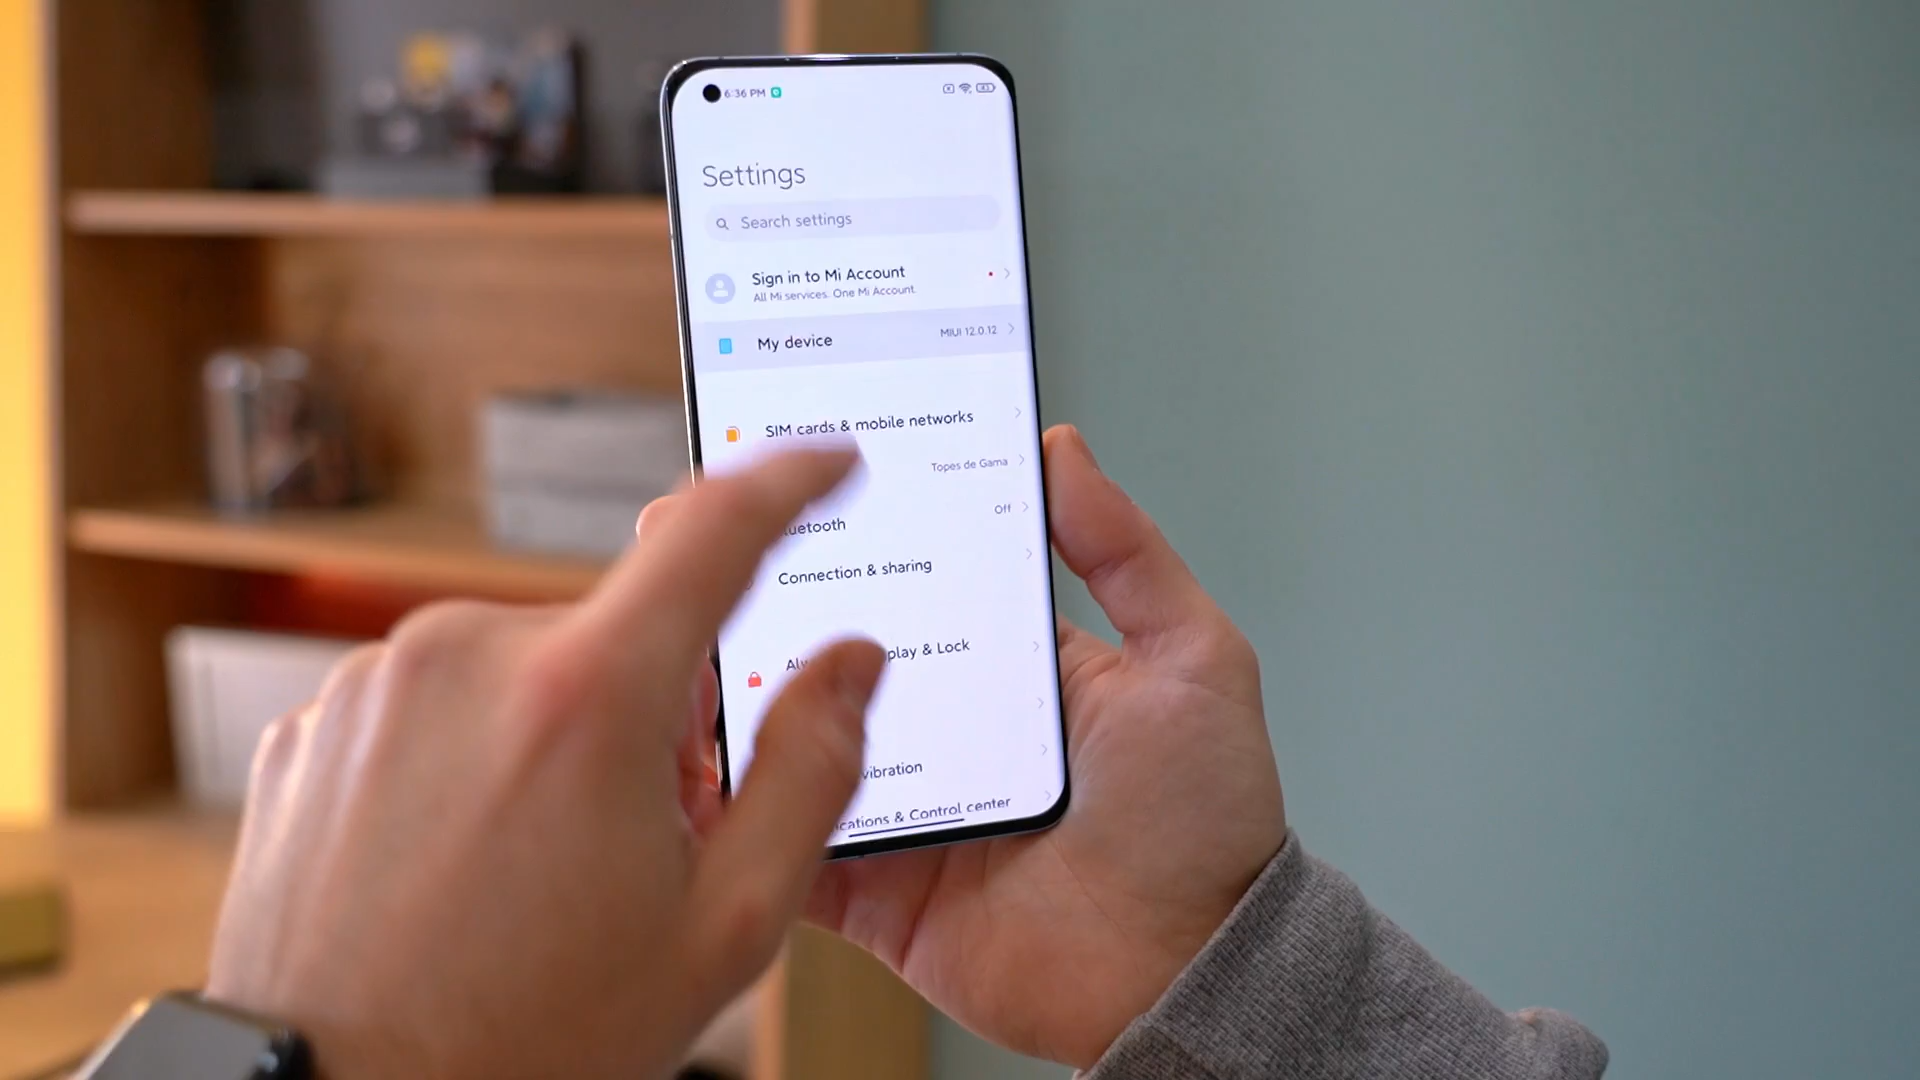 6:36 PM
Settings
Search settings
Sign in to Mi Account
All Mi services. One Mi Account.
My device
MIUI 12.0.12
SIM cards & mobile networks
Topes de Gama
uetooth
Off
Connection & sharing
Al play & Lock
vibration
cations & Control center